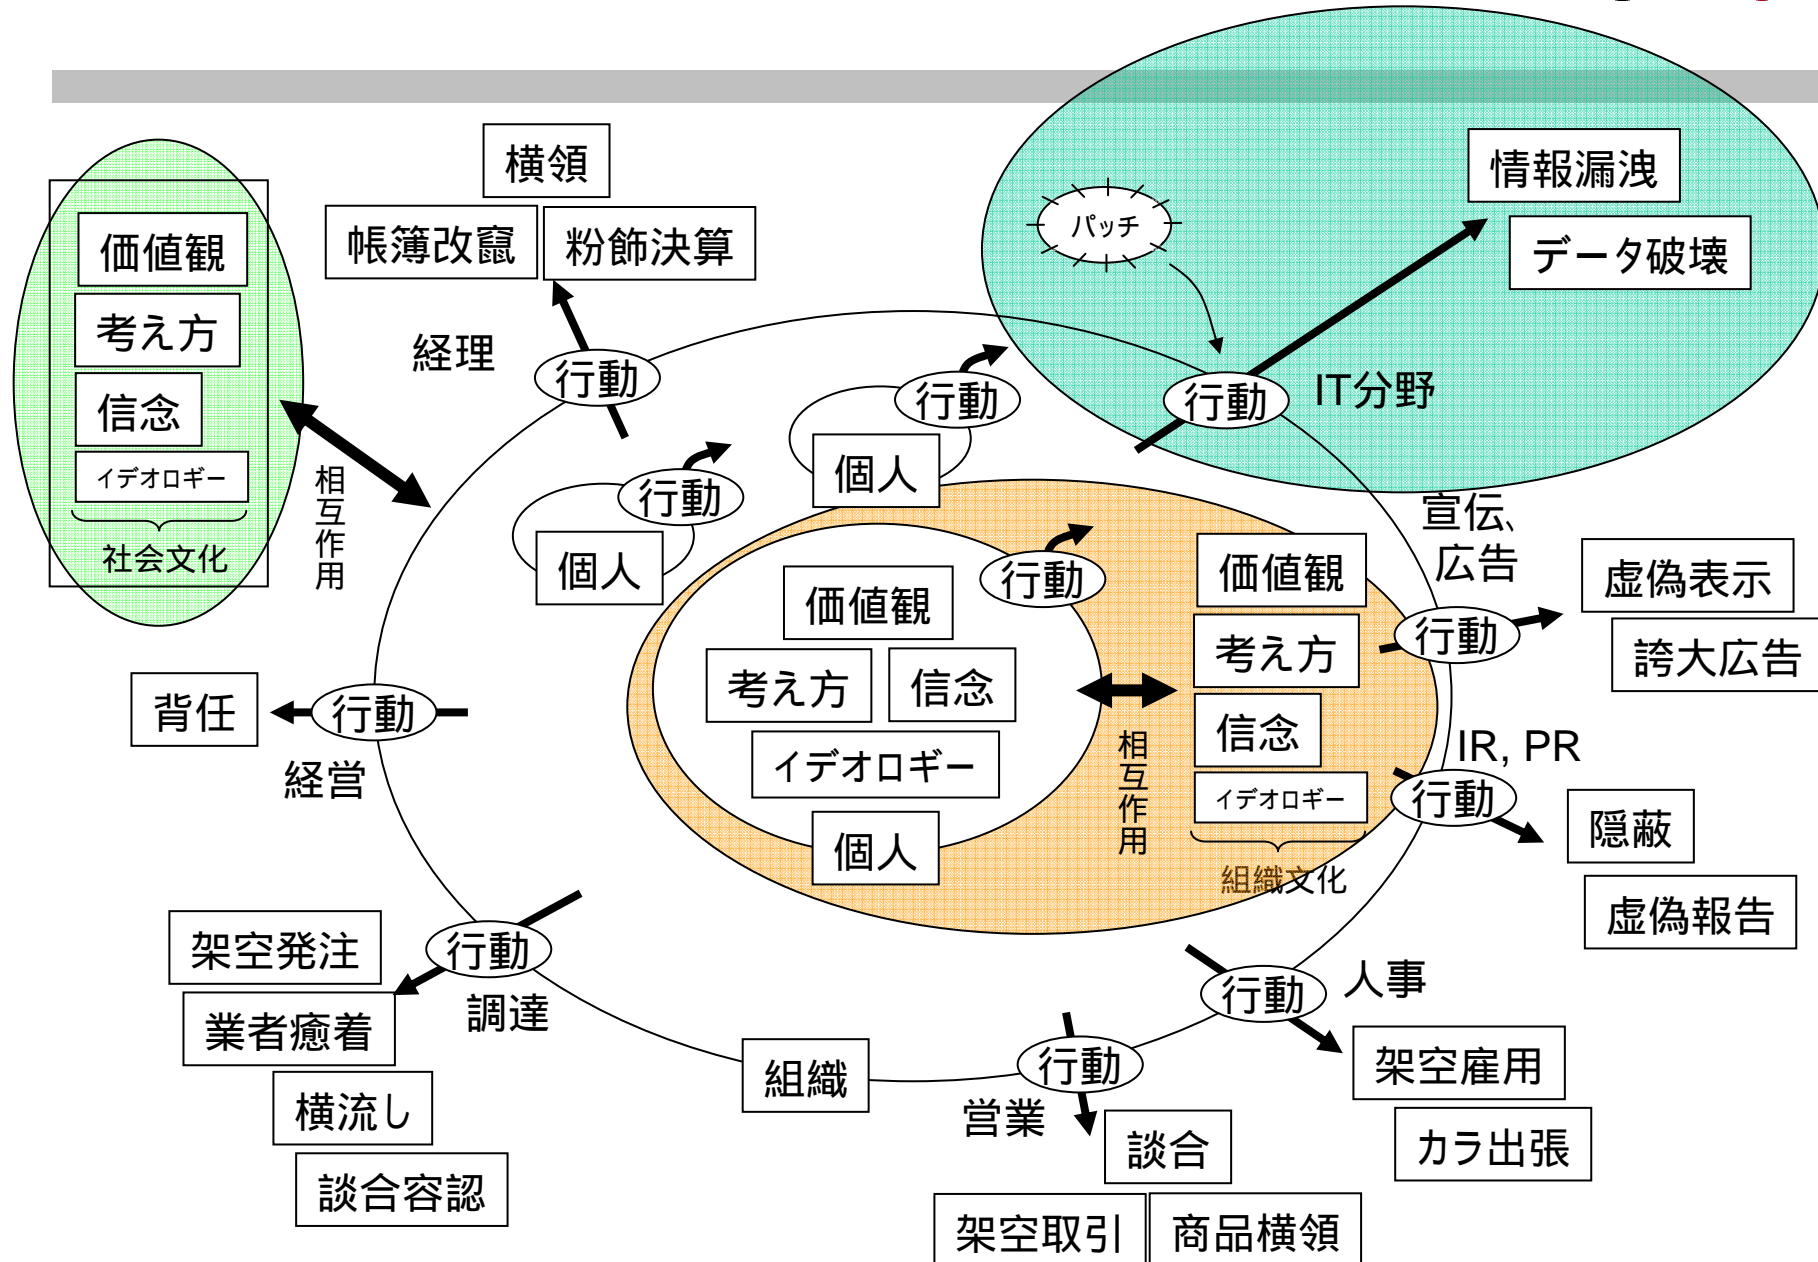 横領
帳簿改竄
粉飾決算
経理
行動
価値観
考え方
信念
イデオロギー
社会文化
相互作用
パッチ
情報漏洩
データ破壊
行動
IT分野
行動
個人
行動
個人
行動
価値観
考え方
信念
イデオロギー
個人
相互作用
価値観
考え方
信念
イデオロギー
組織文化
宣伝、
広告
行動
虚偽表示
誇大広告
IR, PR
行動
隠蔽
虚偽報告
背任
行動
経営
架空発注
行動
業者癒着
調達
横流し
談合容認
組織
行動
人事
架空雇用
カラ出張
行動
営業
談合
架空取引
商品横領